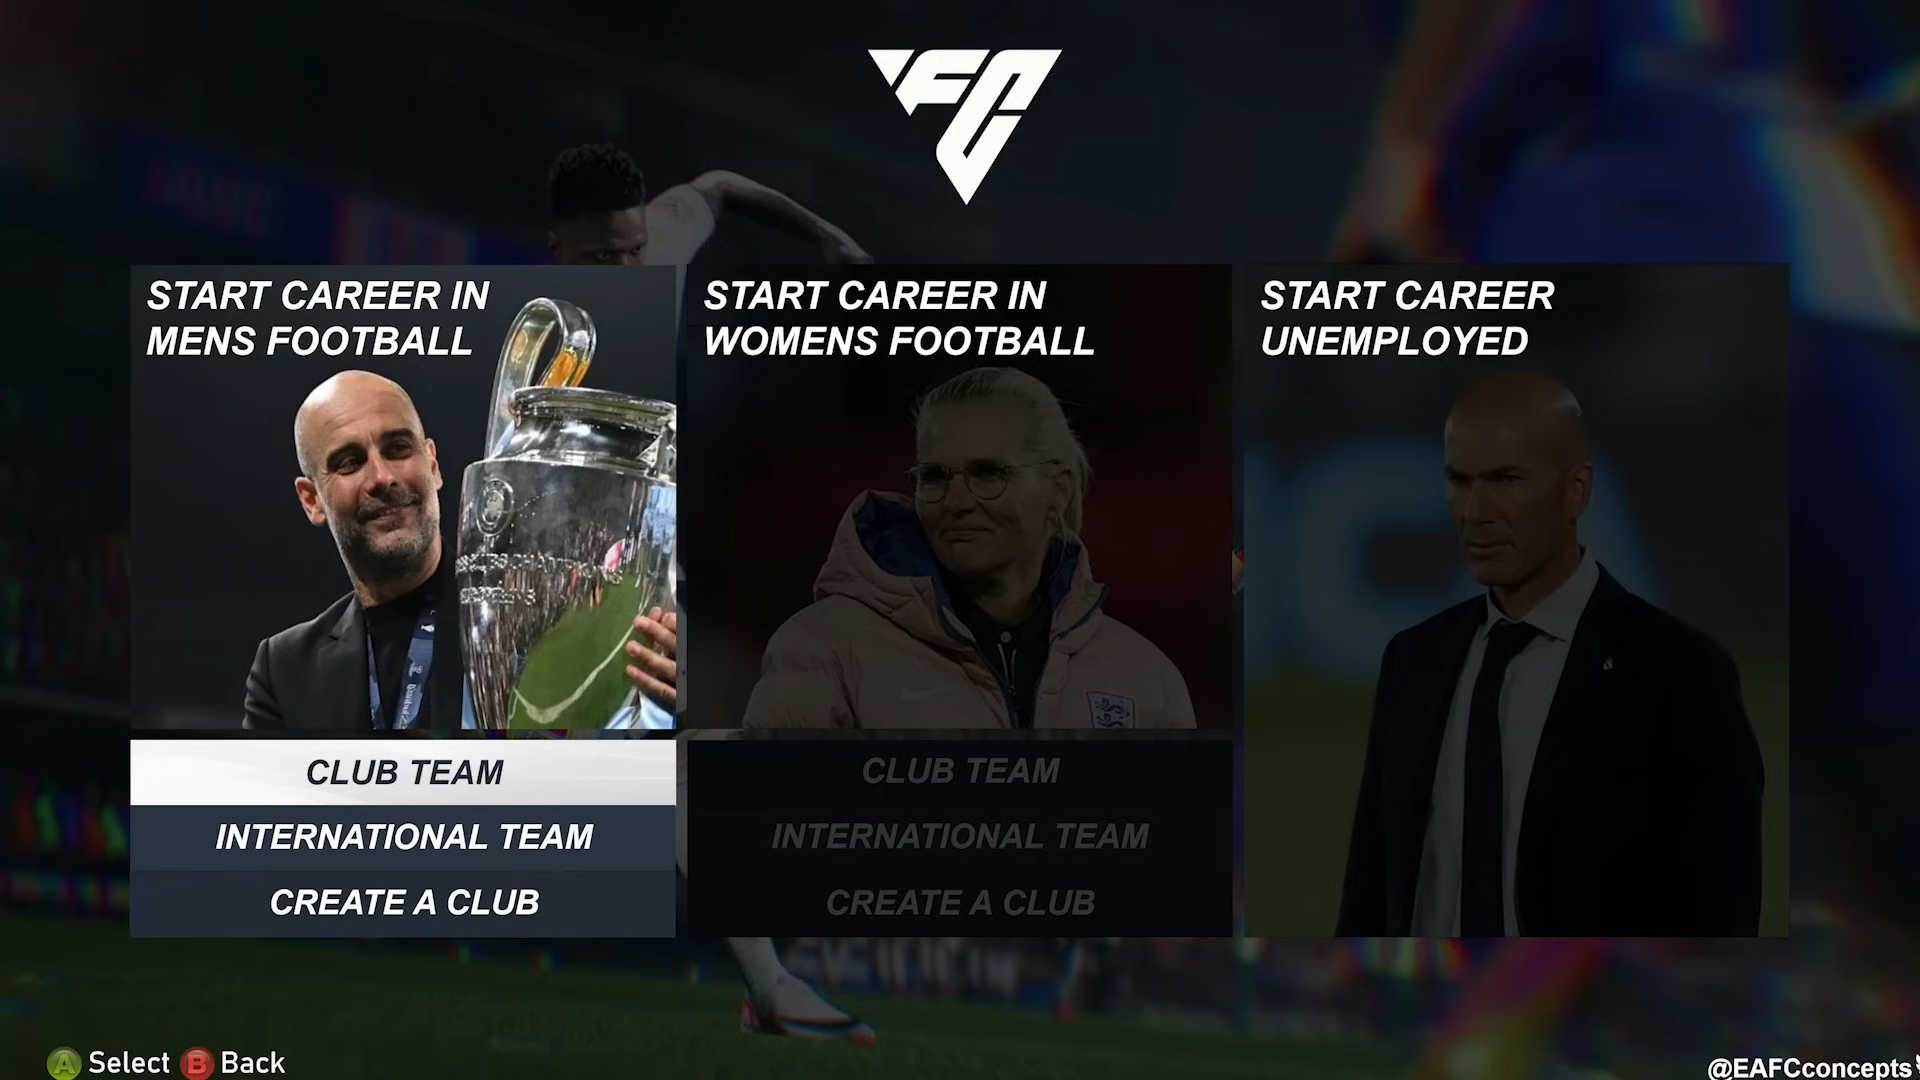 FC
START CAREER IN
MENS FOOTBALL
CLUB TEAM
INTERNATIONAL TEAM
CREATE A CLUB
START CAREER IN
WOMENS FOOTBALL
CLUB TEAM
INTERNATIONAL TEAM
CREATE A CLUB
START CAREER
UNEMPLOYED
A Select B Back
@EAFCconcepts